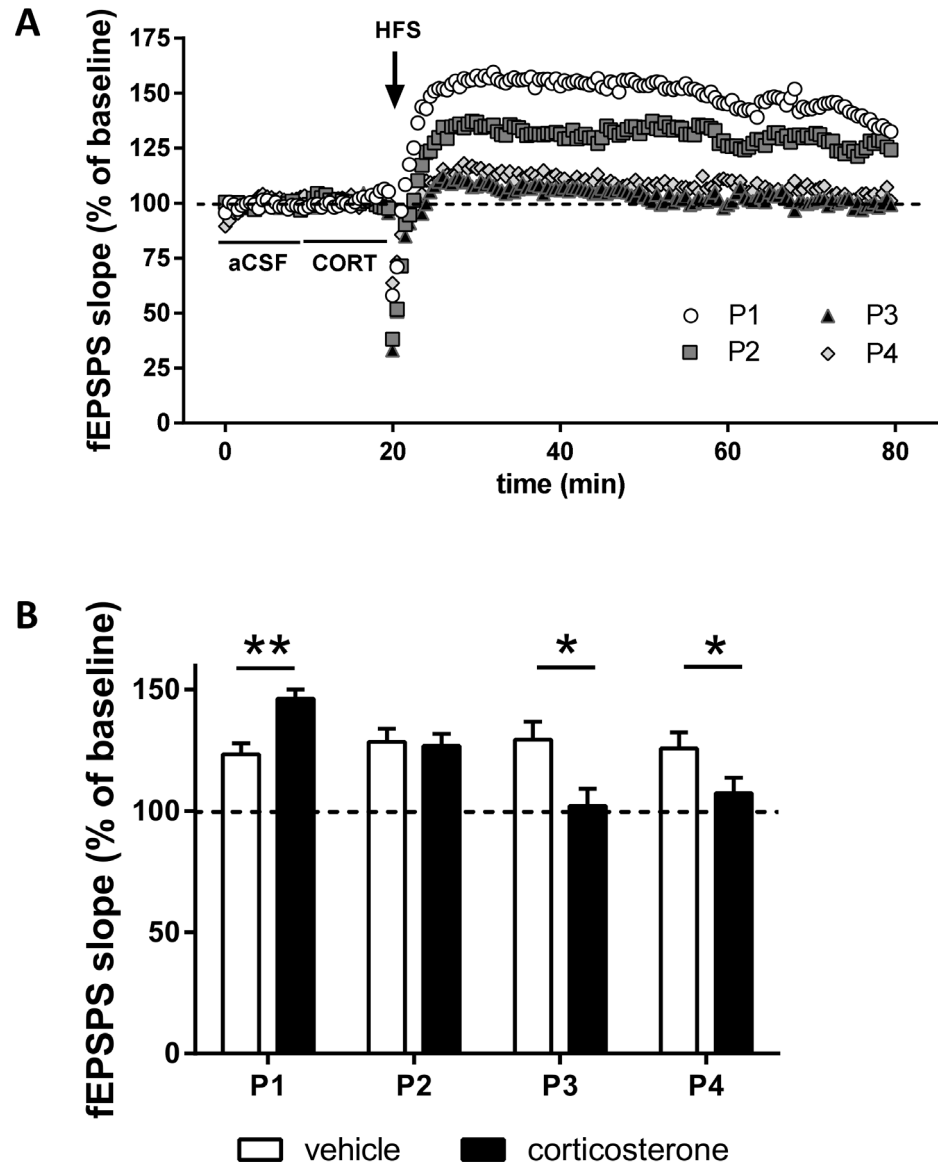 A
fEPSPS slope (% of baseline)
175
150
125
100
75
50
25
0
HFS
aCSF
CORT
P1
P3
P2
P4
0
20
40
60
80
time (min)
B
fEPSPS slope (% of baseline)
** * *
150
100
50
0
P1 P2 P3 P4
vehicle corticosterone